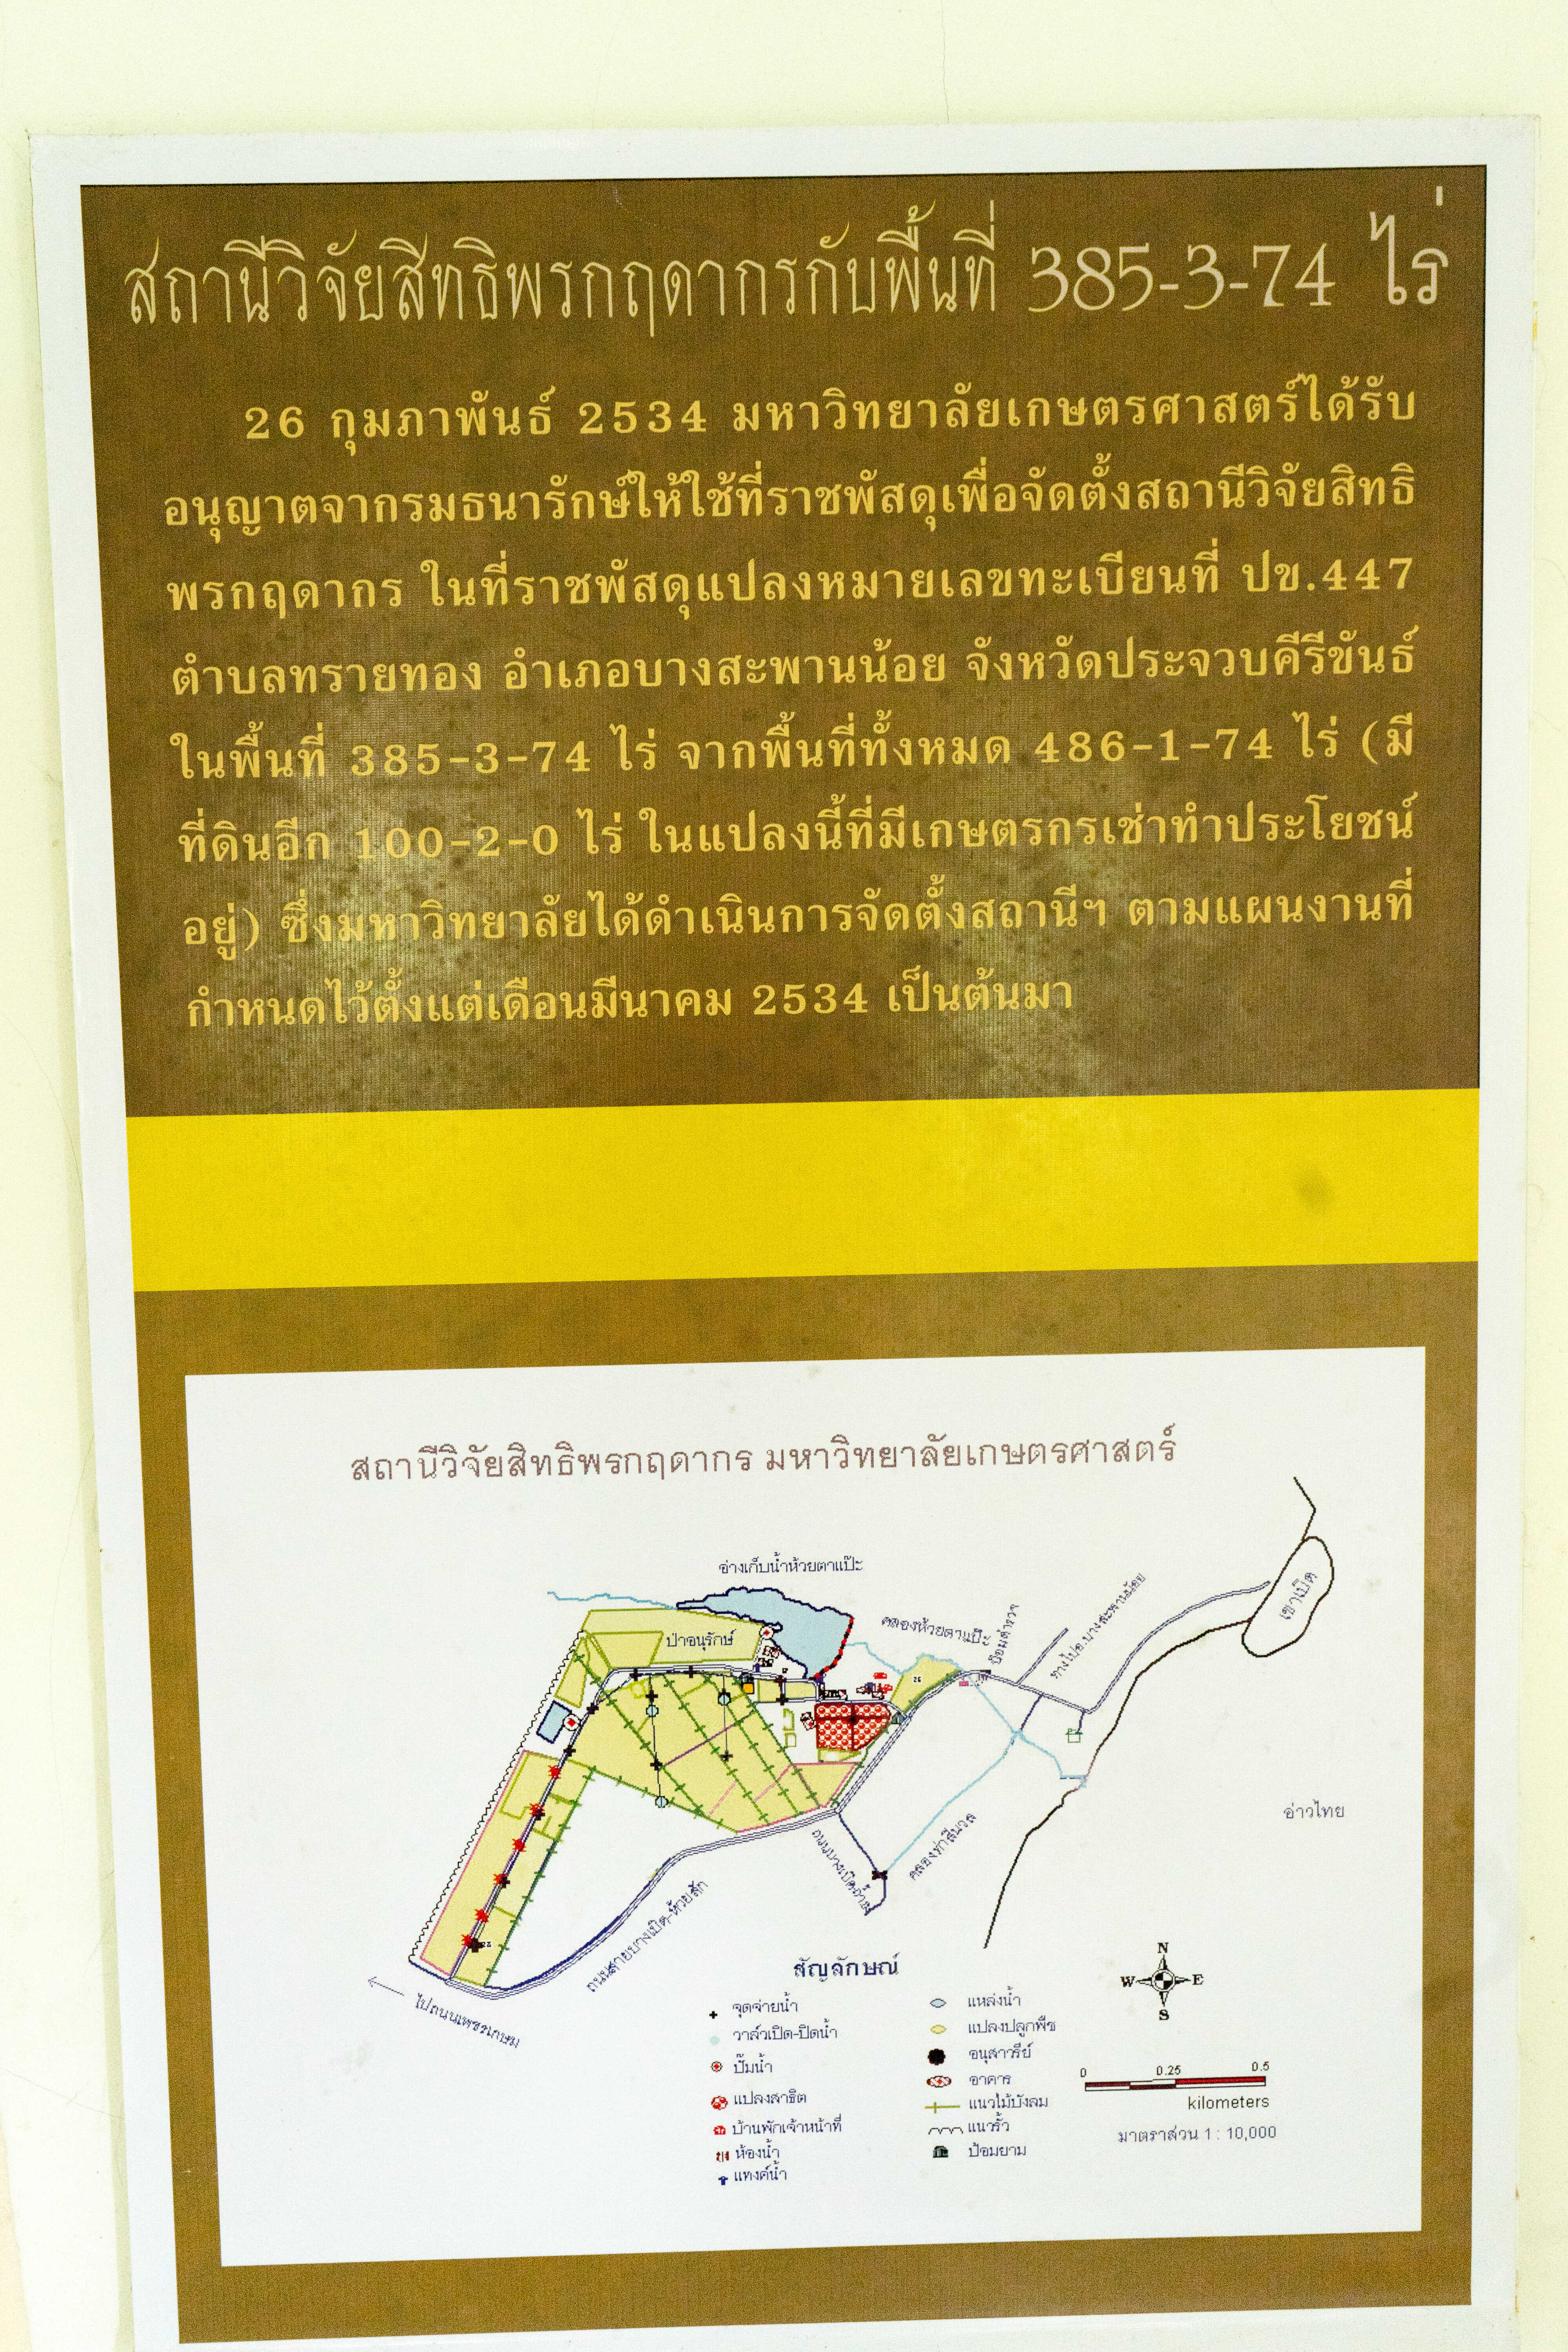 สถานีวิจัยสิทธิพรกฤดากรกับพื้นที่ 385-3-74 ไร่
26 กุมภาพันธ์ 2534 มหาวิทยาลัยเกษตรศาสตร์ได้รับ
อนุญาตจากรมธนารักษ์ให้ใช้ที่ราชพัสดุเพื่อจัดตั้งสถานีวิจัยสิทธิ
พรกฤดากร ในที่ราชพัสดุแปลงหมายเลขทะเบียนที่ ปข.447
ตำบลทรายทอง อำเภอบางสะพานน้อย จังหวัดประจวบคีรีขันธ์
ในพื้นที่ 385-3-74 ไร่ จากพื้นที่ทั้งหมด 486-1-74 ไร่ (มี
ที่ดินอีก 100-2-0 ไร่ ในแปลงนี้ที่มีเกษตรกรเช่าทำประโยชน์
อยู่) ซึ่งมหาวิทยาลัยได้ดำเนินการจัดตั้งสถานีฯ ตามแผนงานที่
กำหนดไว้ตั้งแต่เดือนมีนาคม 2534 เป็นต้นมา
สถานีวิจัยสิทธิพรกฤดากร มหาวิทยาลัยเกษตรศาสตร์
อ่างเก็บน้ำห้วยตาแป๊ะ
ป่าอนุรักษ์
คลองห้วยตาแป๊ะ
ป้อมตำรวจ
ทางไปอ.บางสะพานน้อย
เขาเบิด
อ่าวไทย
คลองท่าสีนวล
ถนนสายบางเบิด-ห้วยสัก
ไปถนนเพชรเกษม
สัญลักษณ์
จุดจ่ายน้ำ
วาล์วเปิด-ปิดน้ำ
ปั๊มน้ำ
แปลงสาธิต
บ้านพักเจ้าหน้าที่
ห้องน้ำ
แทงค์น้ำ
แหล่งน้ำ
แปลงปลูกพืช
อนุสาวรีย์
อาคาร
แนวไม้บังลม
แนวรั้ว
ป้อมยาม
N
W E
S
0 0.25 0.5
kilometers
มาตราส่วน 1 : 10,000